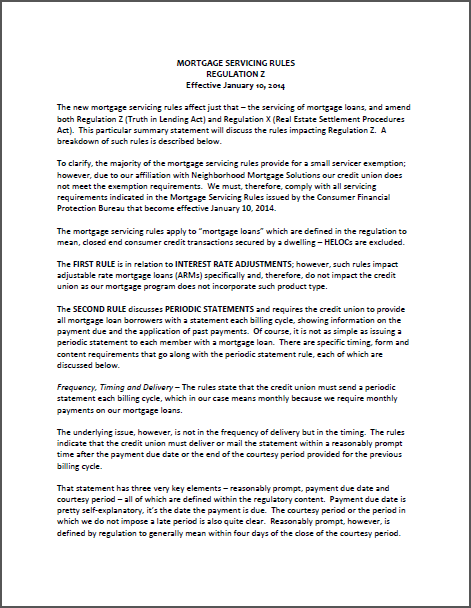 MORTGAGE SERVICING RULES
REGULATION Z
Effective January 10, 2014
The new mortgage servicing rules affect just that – the servicing of mortgage loans, and amend
both Regulation Z (Truth in Lending Act) and Regulation X (Real Estate Settlement Procedures
Act).  This particular summary statement will discuss the rules impacting Regulation Z.  A
breakdown of such rules is described below.
To clarify, the majority of the mortgage servicing rules provide for a small servicer exemption;
however, due to our affiliation with Neighborhood Mortgage Solutions our credit union does
not meet the exemption requirements.  We must, therefore, comply with all servicing
requirements indicated in the Mortgage Servicing Rules issued by the Consumer Financial
Protection Bureau that become effective January 10, 2014.
The mortgage servicing rules apply to “mortgage loans” which are defined in the regulation to
mean, closed end consumer credit transactions secured by a dwelling – HELOCs are excluded.
The FIRST RULE is in relation to INTEREST RATE ADJUSTMENTS; however, such rules impact
adjustable rate mortgage loans (ARMs) specifically and, therefore, do not impact the credit
union as our mortgage program does not incorporate such product type.
The SECOND RULE discusses PERIODIC STATEMENTS and requires the credit union to provide
all mortgage loan borrowers with a statement each billing cycle, showing information on the
payment due and the application of past payments.  Of course, it is not as simple as issuing a
periodic statement to each member with a mortgage loan.  There are specific timing, form and
content requirements that go along with the periodic statement rule, each of which are
discussed below.
Frequency, Timing and Delivery – The rules state that the credit union must send a periodic
statement each billing cycle, which in our case means monthly because we require monthly
payments on our mortgage loans.
The underlying issue, however, is not in the frequency of delivery but in the timing.  The rules
indicate that the credit union must deliver or mail the statement within a reasonably prompt
time after the payment due date or the end of the courtesy period provided for the previous
billing cycle.
That statement has three very key elements – reasonably prompt, payment due date and
courtesy period – all of which are defined within the regulatory content.  Payment due date is
pretty self-explanatory, it’s the date the payment is due.  The courtesy period or the period in
which we do not impose a late period is also quite clear.  Reasonably prompt, however, is
defined by regulation to generally mean within four days of the close of the courtesy period.